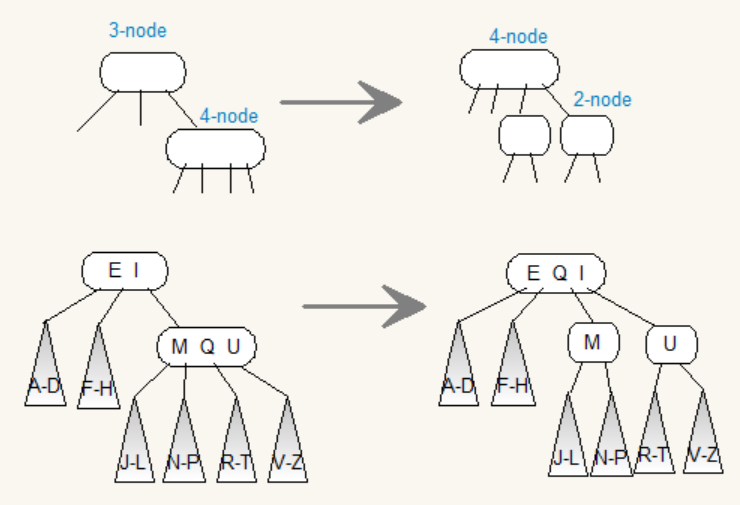 3-node
4-node
4-node
2-node
E I
M Q U
A-D
F-H
J-L
N-P
R-T
V-Z
E Q I
M
U
A-D
F-H
J-L
N-P
R-T
V-Z